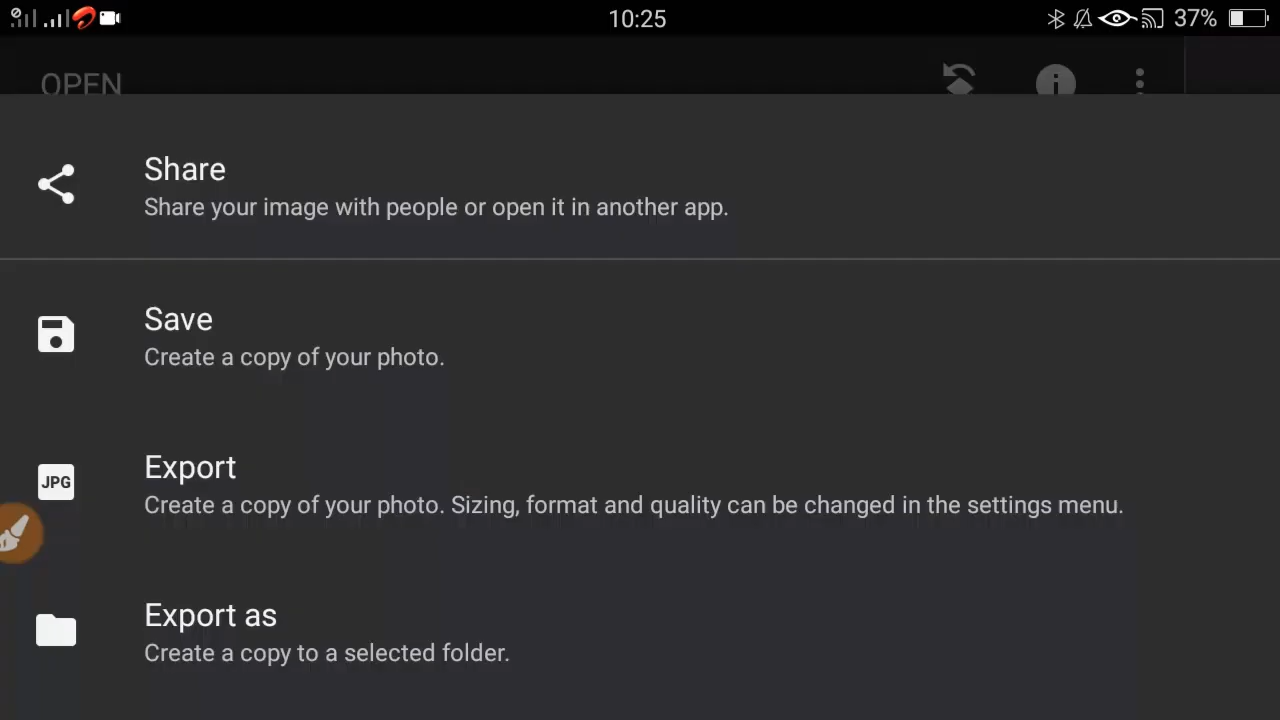 10:25
37%
OPEN
Share
Share your image with people or open it in another app.
Save
Create a copy of your photo.
JPG
Export
Create a copy of your photo. Sizing, format and quality can be changed in the settings menu.
Export as
Create a copy to a selected folder.